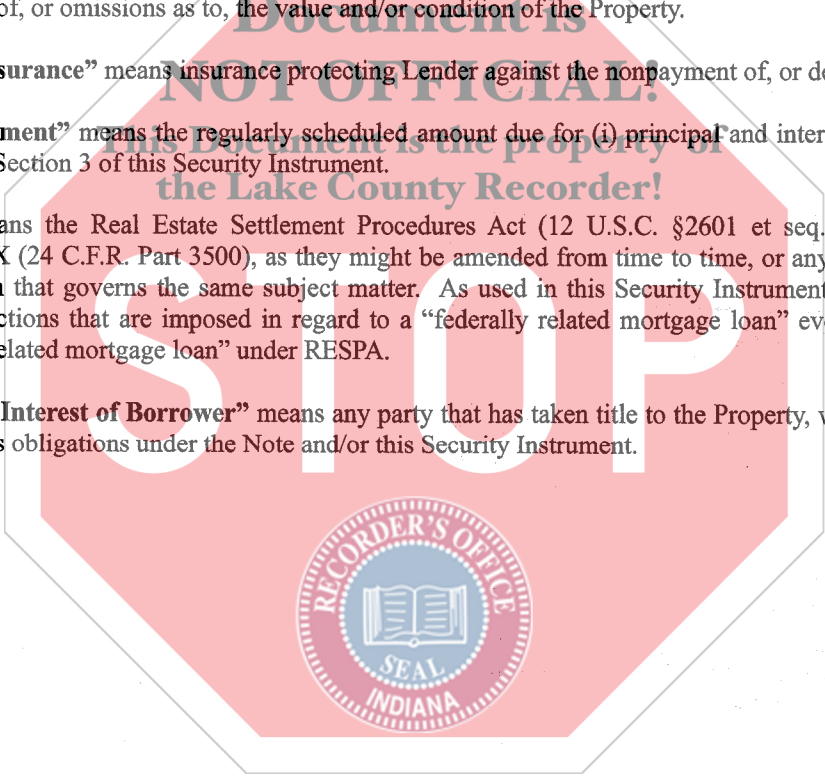 of, or omissions as to, the value and/or condition of the Property.
Document is
surance” means insurance protecting Lender against the nonpayment of, or de
NOT OFFICIAL!
ment” means the regularly scheduled amount due for (i) principal and inter
This Document is the property of
Section 3 of this Security Instrument.
the Lake County Recorder!
ans the Real Estate Settlement Procedures Act (12 U.S.C. §2601 et seq.
X (24 C.F.R. Part 3500), as they might be amended from time to time, or any
that governs the same subject matter. As used in this Security Instrument
ctions that are imposed in regard to a “federally related mortgage loan” ev
elated mortgage loan” under RESPA.
STOP
Interest of Borrower” means any party that has taken title to the Property, w
s obligations under the Note and/or this Security Instrument.
RECORDER'S OFFICE
SEAL
INDIANA